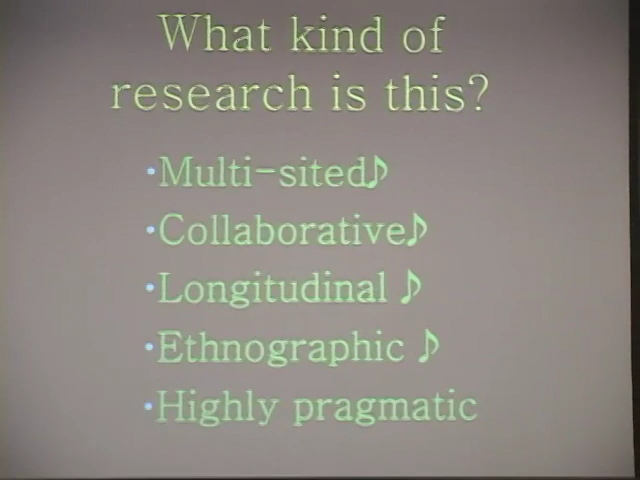 What kind of
research is this?
•Multi-sited♪
•Collaborative♪
•Longitudinal ♪
•Ethnographic ♪
•Highly pragmatic